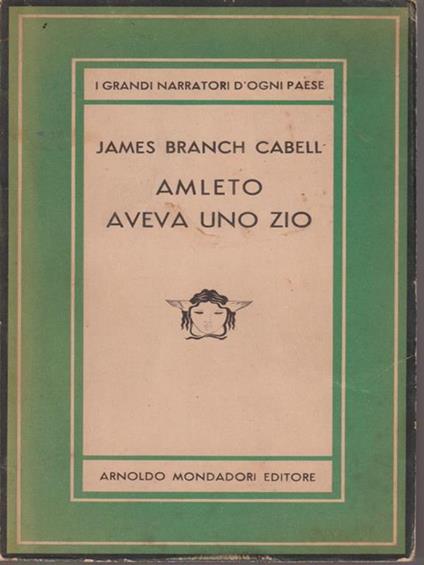 I GRANDI NARRATORI D'OGNI PAESE
JAMES BRANCH CABELL
AMLETO
AVEVA UNO ZIO
ARNOLDO MONDADORI EDITORE